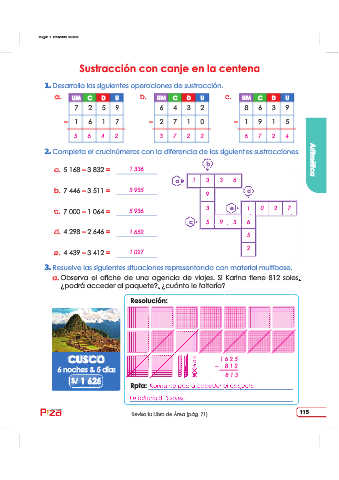 Sustracción con canje en la centena
1. Desarrolla las siguientes operaciones de sustracción.
a. UM C D U
7 2 5 9
– 1 6 1 7
5 6 4 2
b. UM C D U
6 4 3 2
– 2 7 1 0
3 7 2 2
c. UM C D U
8 6 3 9
– 1 9 1 5
6 7 2 4
2. Completa el crucinúmeros con la diferencia de las siguientes sustracciones.
a. 5 168 – 3 832 = 1 336
b. 7 446 – 3 511 = 3 935
c. 7 000 – 1 064 = 5 936
d. 4 298 – 2 646 = 1 652
e. 4 439 – 3 412 = 1 027
b
a 1 3 3 6
9 d
3 e 1 0 2 7
c 5 9 3 6
5
2
Aritmética
3. Resuelve las siguientes situaciones representando con material multibase.
a. Observa el afiche de una agencia de viajes. Si Karina tiene 812 soles,
¿podrá acceder al paquete?, ¿cuánto le faltaría?
CUSCO
6 noches & 5 días
S/ 1 625
Resolución:
1 6 2 5
– 8 1 2
8 1 3
Rpta: Karina no podrá acceder al paquete.
Le faltaría 813 soles.
Revisa tu Libro de Área (pág. 71)
115